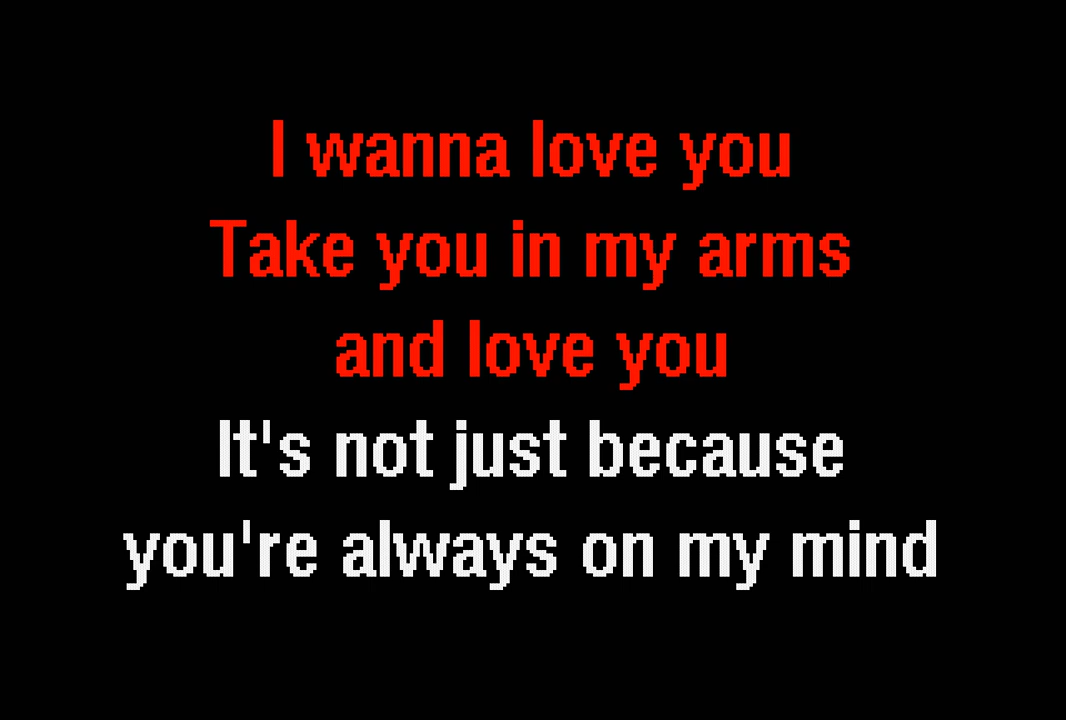 I wanna love you
Take you in my arms
and love you
It's not just because
you're always on my mind